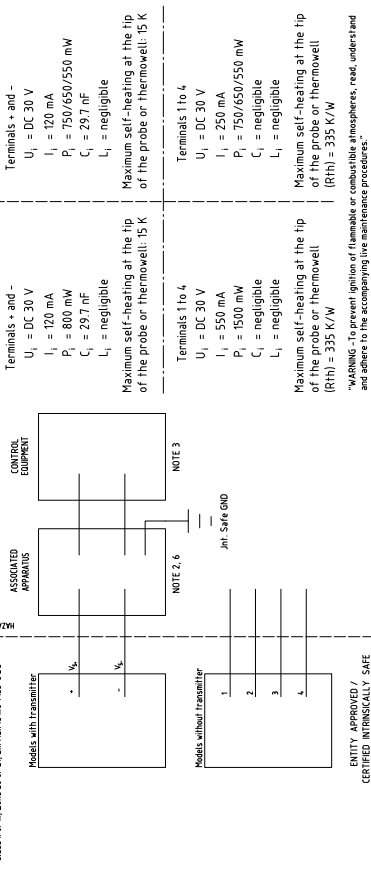 Models with transmitter
+
Vs.
−
Vs.
ASSOCIATED
APPARATUS
CONTROL
EQUIPMENT
NOTE 2, 6
NOTE 3
Jnt. Safe GND
Models without transmitter
1
2
3
4
ENTITY APPROVED /
CERTIFIED INTRINSICALLY SAFE
Terminals + and −
Ui = DC 30 V
Ii = 120 mA
Pi = 800 mW
Ci = 29.7 nF
Li = negligible
Maximum self-heating at the tip
of the probe or thermowell: 15 K
Terminals + and −
Ui = DC 30 V
Ii = 120 mA
Pi = 750/650/550 mW
Ci = 29.7 nF
Li = negligible
Maximum self-heating at the tip
of the probe or thermowell: 15 K
Terminals 1 to 4
Ui = DC 30 V
Ii = 550 mA
Pi = 1500 mW
Ci = negligible
Li = negligible
Maximum self-heating at the tip
of the probe or thermowell
(Rth) = 335 K/W
Terminals 1 to 4
Ui = DC 30 V
Ii = 250 mA
Pi = 750/650/550 mW
Ci = negligible
Li = negligible
Maximum self-heating at the tip
of the probe or thermowell
(Rth) = 335 K/W
"WARNING – To prevent ignition of flammable or combustible atmospheres, read, understand
and adhere to the accompanying live maintenance procedures."